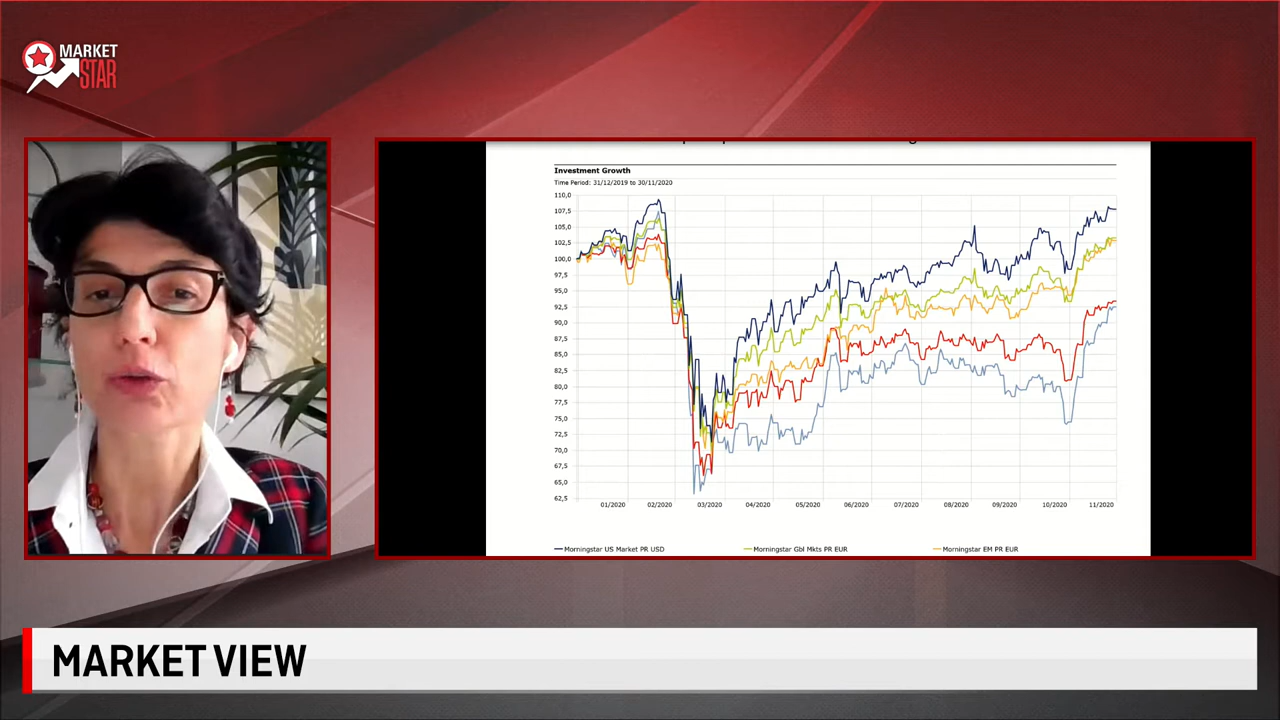 MARKET
STAR
Investment Growth
Time Period: 31/12/2019 to 30/11/2020
110,0
107,5
105,0
102,5
100,0
97,5
95,0
92,5
90,0
87,5
85,0
82,5
80,0
77,5
75,0
72,5
70,0
67,5
65,0
62,5
01/2020 02/2020 03/2020 04/2020 05/2020 06/2020 07/2020 08/2020 09/2020 10/2020 11/2020
Morningstar US Market PR USD Morningstar Gbl Mkts PR EUR Morningstar EM PR EUR
MARKET VIEW